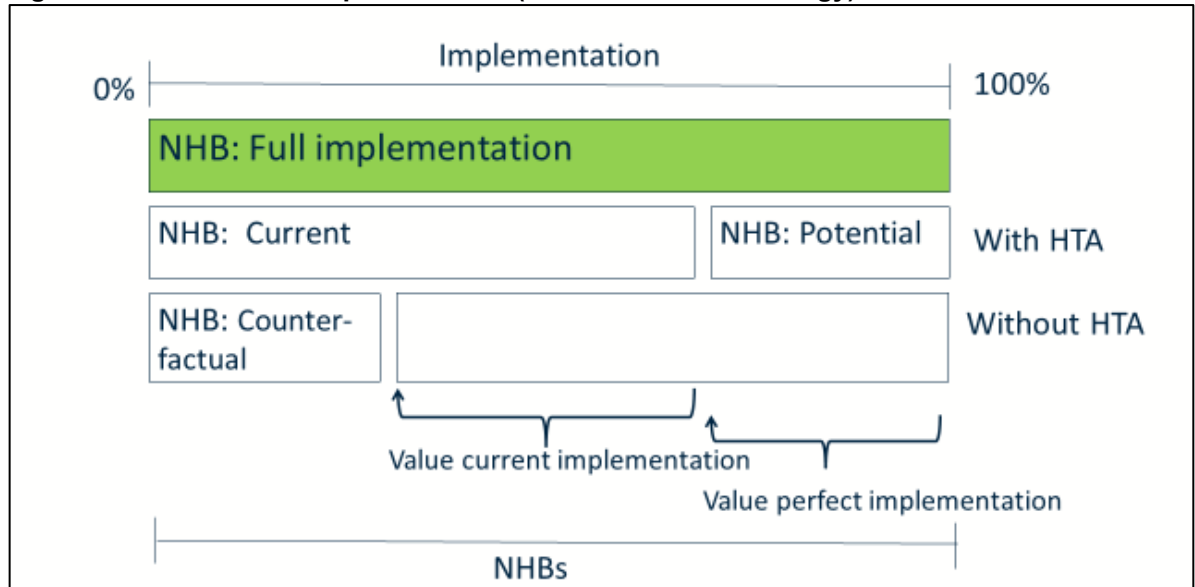 Implementation
0%
100%
NHB: Full implementation
NHB: Current
NHB: Potential
With HTA
NHB: Counter-
factual
Without HTA
Value current implementation
Value perfect implementation
NHBs